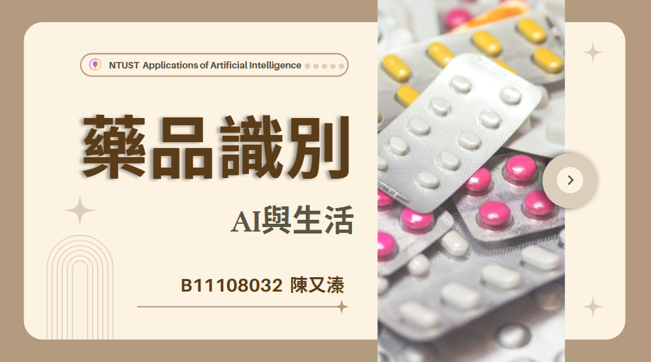 NTUST Applications of Artificial Intelligence
藥品識別
AI與生活
B11108032 陳又溱